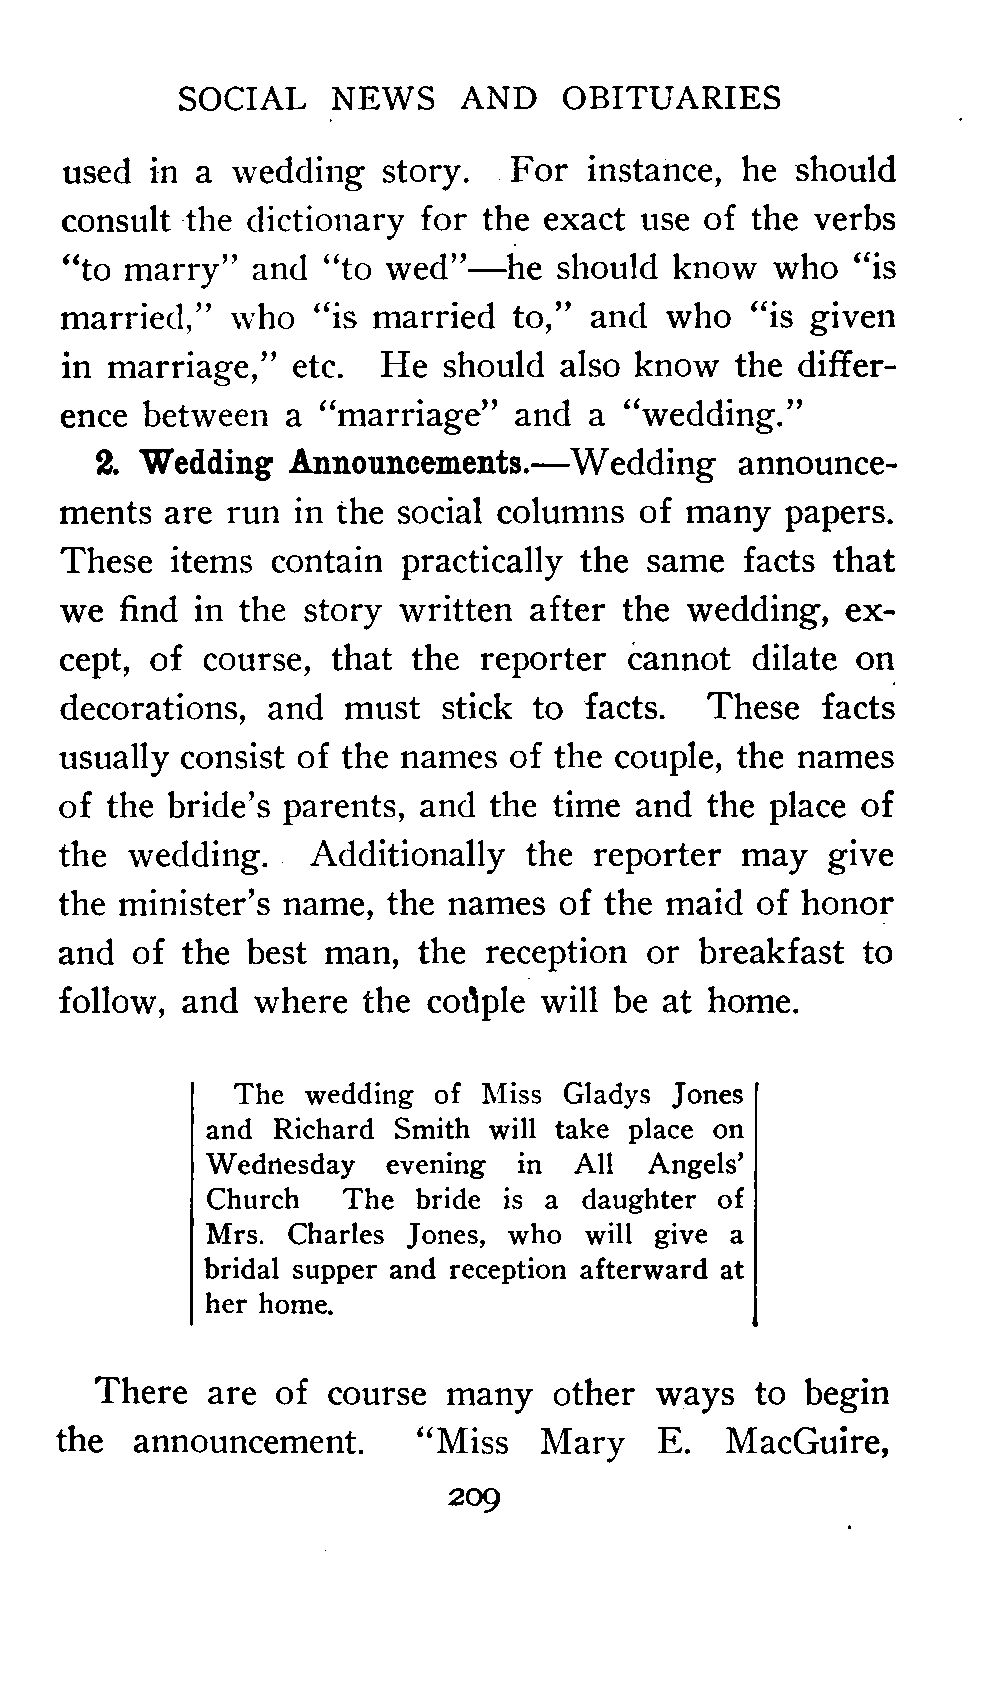 SOCIAL NEWS AND OBITUARIES
used in a wedding story. For instance, he should
consult the dictionary for the exact use of the verbs
“to marry” and “to wed”—he should know who “is
married,” who “is married to,” and who “is given
in marriage,” etc. He should also know the differ-
ence between a “marriage” and a “wedding.”
2. Wedding Announcements.—Wedding announce-
ments are run in the social columns of many papers.
These items contain practically the same facts that
we find in the story written after the wedding, ex-
cept, of course, that the reporter cannot dilate on
decorations, and must stick to facts. These facts
usually consist of the names of the couple, the names
of the bride’s parents, and the time and the place of
the wedding. Additionally the reporter may give
the minister’s name, the names of the maid of honor
and of the best man, the reception or breakfast to
follow, and where the couple will be at home.
The wedding of Miss Gladys Jones
and Richard Smith will take place on
Wednesday evening in All Angels’
Church The bride is a daughter of
Mrs. Charles Jones, who will give a
bridal supper and reception afterward at
her home.
There are of course many other ways to begin
the announcement. “Miss Mary E. MacGuire,
209